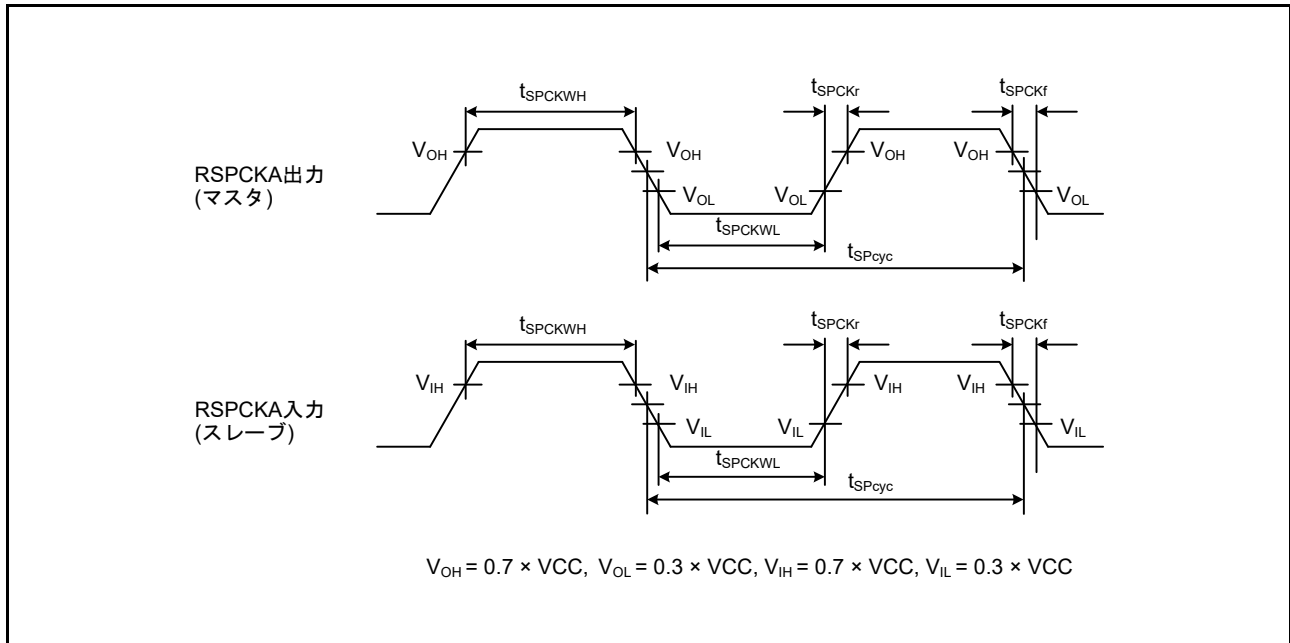 tSPCKWH
tSPCKr
tSPCKf
VOH
VOH
VOH
VOH
RSPCKA出力
(マスタ)
VOL
VOL
VOL
tSPCKWL
tSPcyc
tSPCKWH
tSPCKr
tSPCKf
VIH
VIH
VIH
VIH
RSPCKA入力
(スレーブ)
VIL
VIL
VIL
tSPCKWL
tSPcyc
VOH = 0.7 × VCC, VOL = 0.3 × VCC, VIH = 0.7 × VCC, VIL = 0.3 × VCC